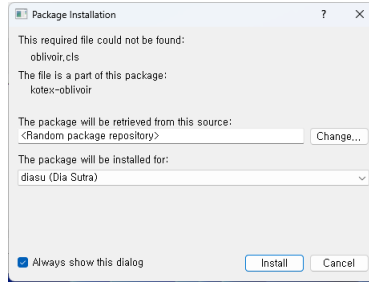 Package Installation
This required file could not be found:
oblivoir.cls
The file is a part of this package:
kotex-oblivoir
The package will be retrieved from this source:
<Random package repository>
Change...
The package will be installed for:
diasu (Dia Sutra)
Always show this dialog
Install
Cancel